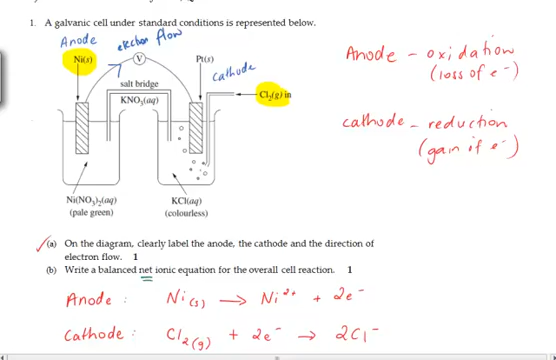 1. A galvanic cell under standard conditions is represented below.
Anode
electron flow
Ni(s)
V
Pt(s)
cathode
salt bridge
KNO₃(aq)
Cl₂(g) in
Ni(NO₃)₂(aq)
(pale green)
KCl(aq)
(colourless)
Anode - oxidation
(loss of e⁻)
cathode - reduction
(gain if e⁻)
(a) On the diagram, clearly label the anode, the cathode and the direction of
electron flow. 1
(b) Write a balanced net ionic equation for the overall cell reaction. 1
Anode : Ni(s) → Ni²⁺ + 2e⁻
Cathode : Cl₂(g) + 2e⁻ → 2Cl⁻